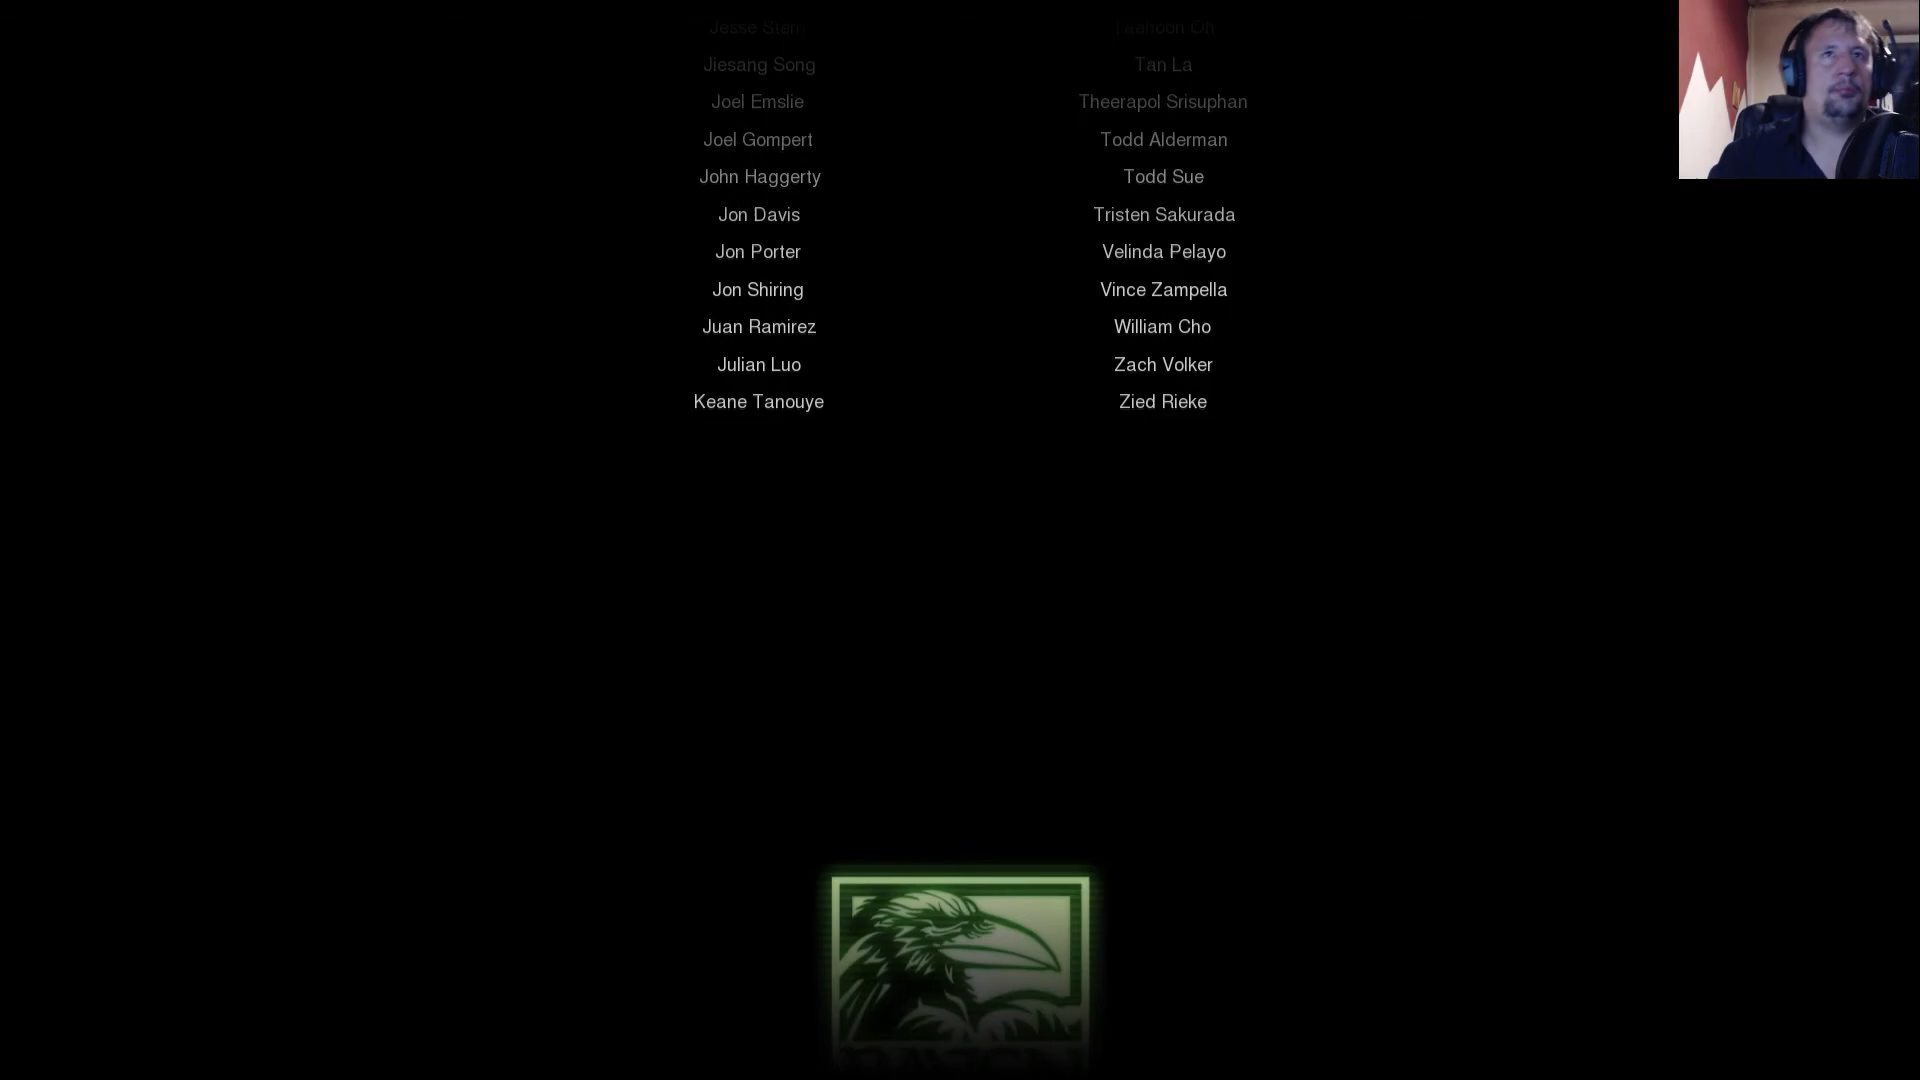 Jiesang Song
Joel Emslie
Joel Gompert
John Haggerty
Jon Davis
Jon Porter
Jon Shiring
Juan Ramirez
Julian Luo
Keane Tanouye
Taehoon Oh
Tan La
Theerapol Srisuphan
Todd Alderman
Todd Sue
Tristen Sakurada
Velinda Pelayo
Vince Zampella
William Cho
Zach Volker
Zied Rieke